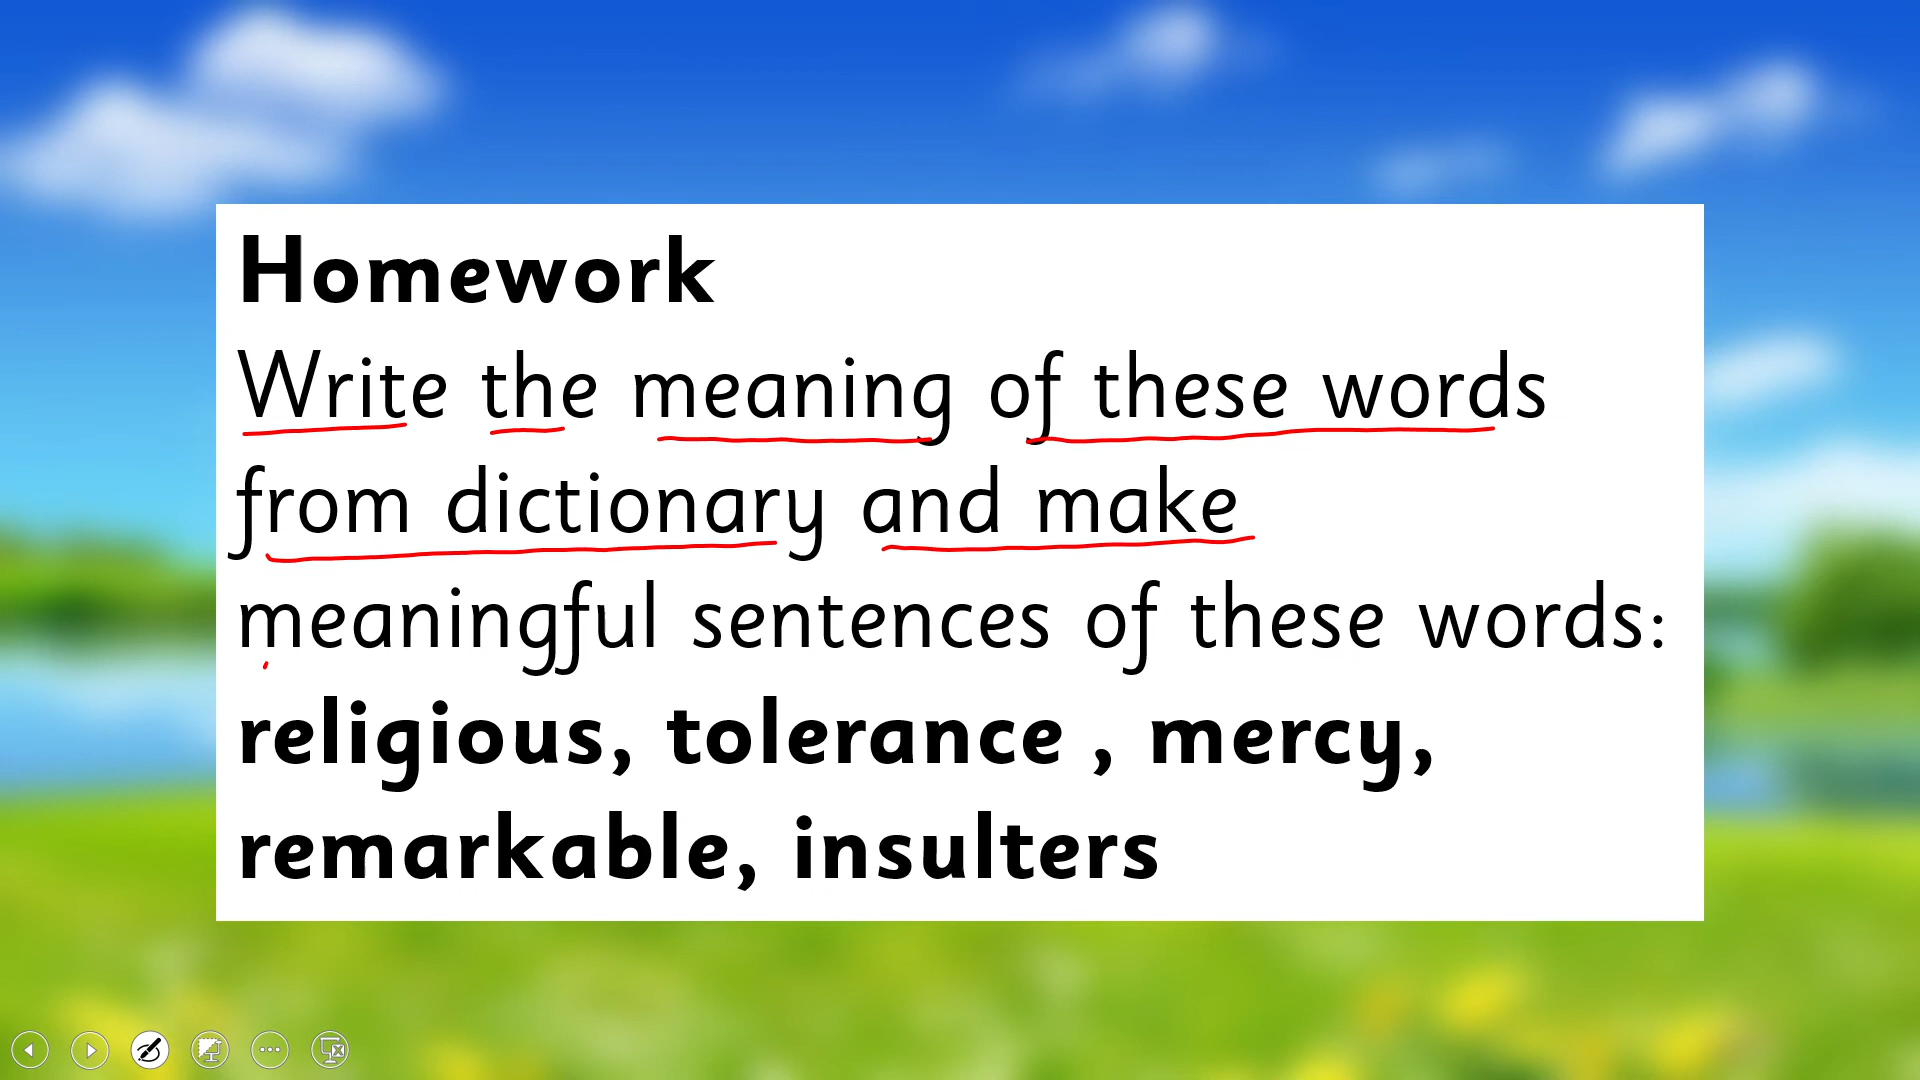 Homework
Write the meaning of these words
from dictionary and make
meaningful sentences of these words:
religious, tolerance , mercy,
remarkable, insulters